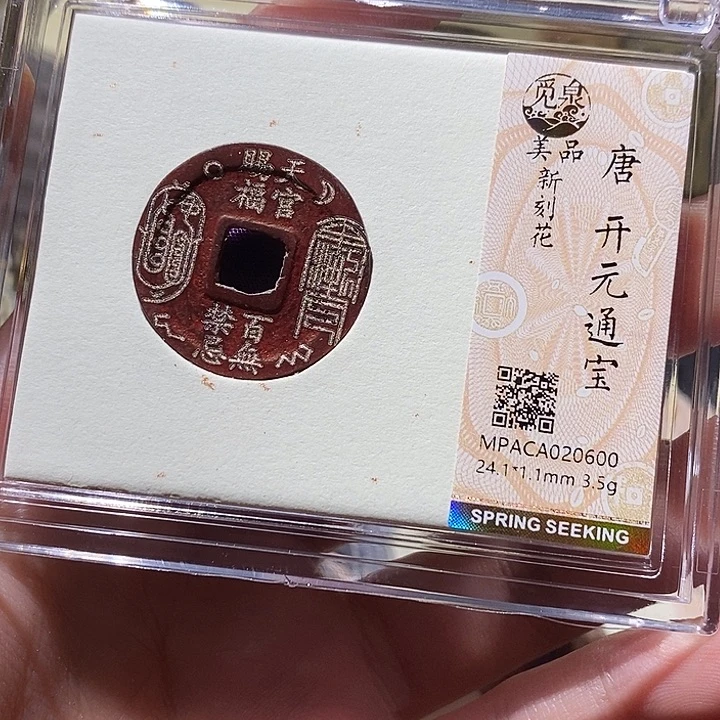 天官
賜福
百無
禁忌
觅泉
美品
新刻花
唐 开元通宝
MPACA020600
24.1*1.1mm 3.5g
SPRING SEEKING